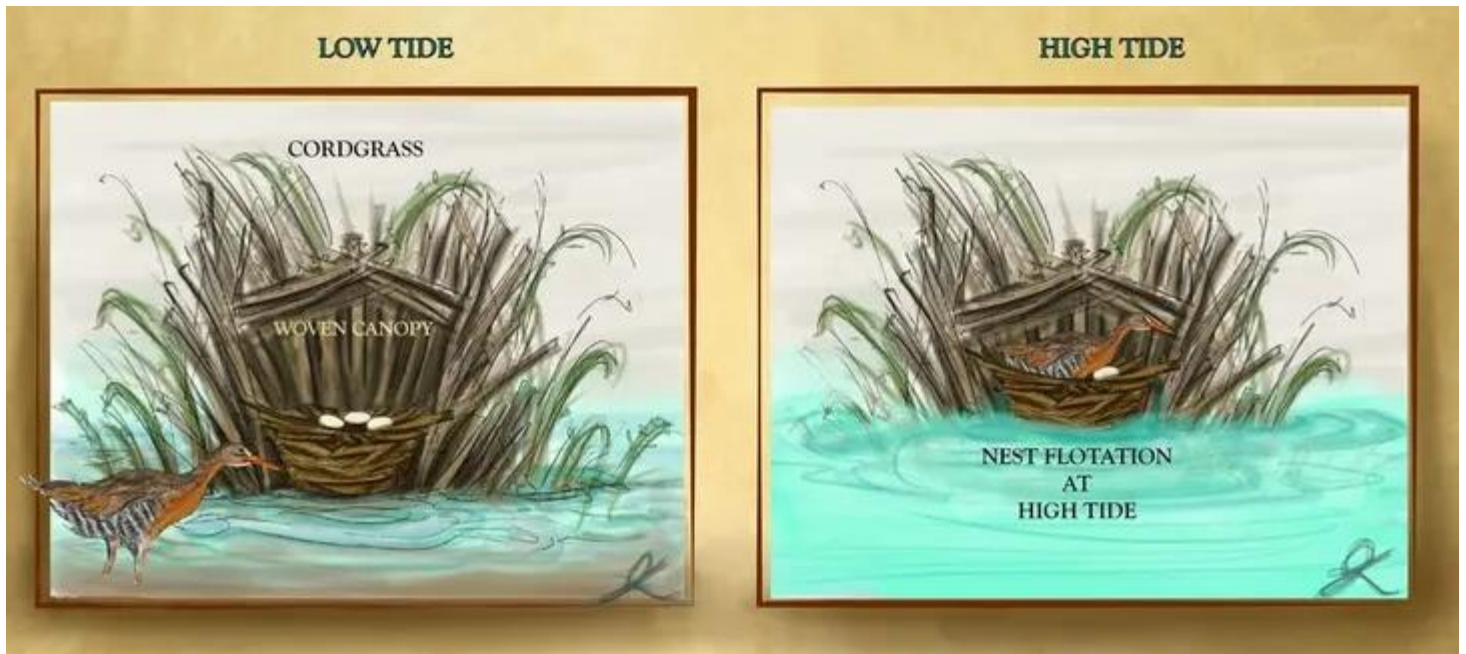 LOW TIDE
CORDGRASS
WOVEN CANOPY
HIGH TIDE
NEST FLOTATION
AT
HIGH TIDE